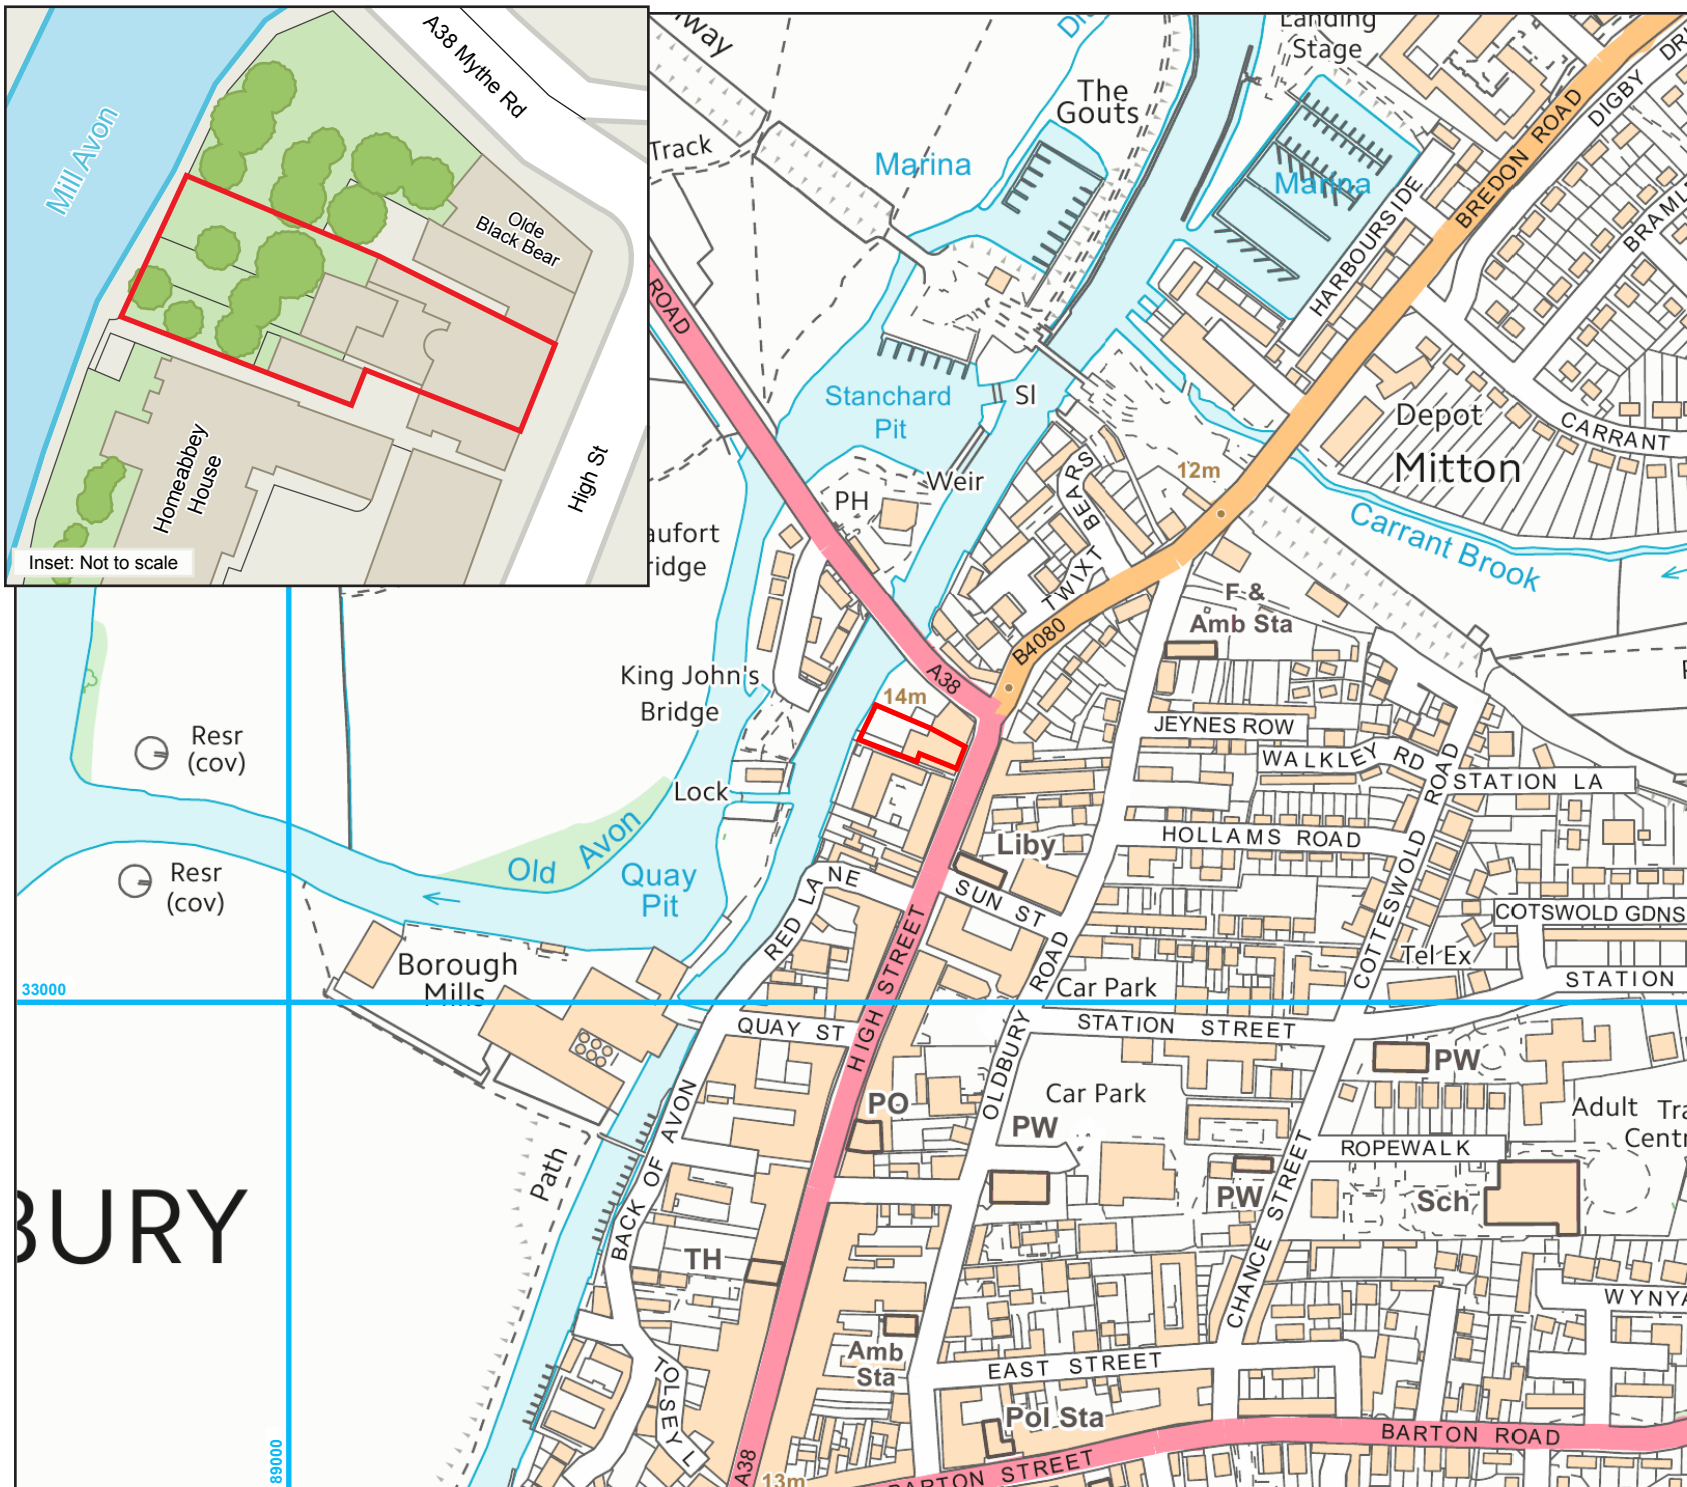 A38 Mythe Rd
Mill Avon
Olde
Black Bear
Homeabbey
House
High St
Inset: Not to scale
Landing
Stage
The
Gouts
Track
Marina
Marina
HARBOURSIDE
BREDON ROAD
DIGBY
ROAD
Stanchard
Pit
Sl
Weir
PH
Depot
Mitton
CARRANT
12m
Carrant Brook
TWIXT BEARS
B4080
F &
Amb Sta
King John's
Bridge
A38
14m
JEYNES ROW
WALKLEY RD
STATION LA
Resr
(cov)
Lock
HOLLAMS ROAD
COTTESWOLD ROAD
Old Avon
Quay
Pit
Resr
(cov)
RED LANE
Liby
SUN ST
COTSWOLD GDNS
Tel Ex
Borough
Mills
HIGH STREET
Car Park
STATION
33000
QUAY ST
STATION STREET
OLDBURY ROAD
PW
Car Park
PO
PW
Adult
ROPEWALK
Path
BACK OF AVON
PW
Sch
CHANCE STREET
BURY
TH
Amb
Sta
EAST STREET
TOLSEY L
Pol Sta
BARTON ROAD
BARTON STREET
A38
13m
89000